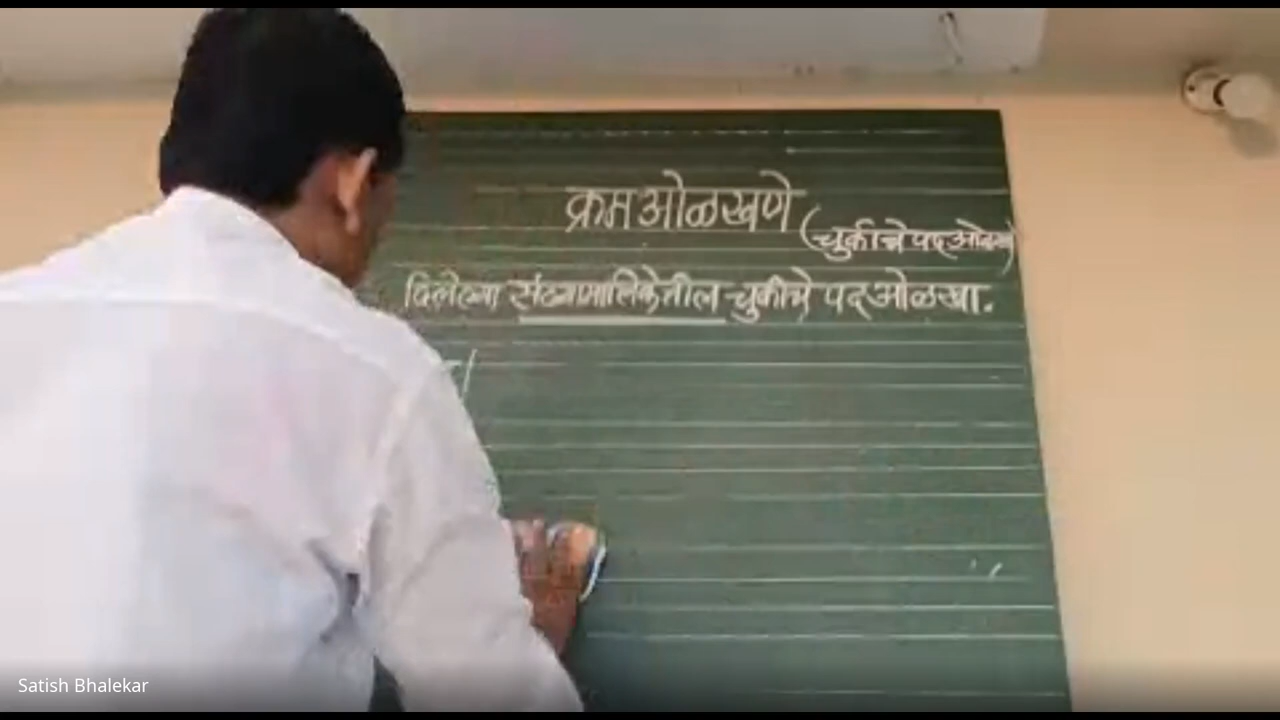 क्रम ओळखणे
(चुकीचे पद ओळखा)
दिलेल्या संख्यामालिकेतील चुकीचे पद ओळखा.
Satish Bhalekar